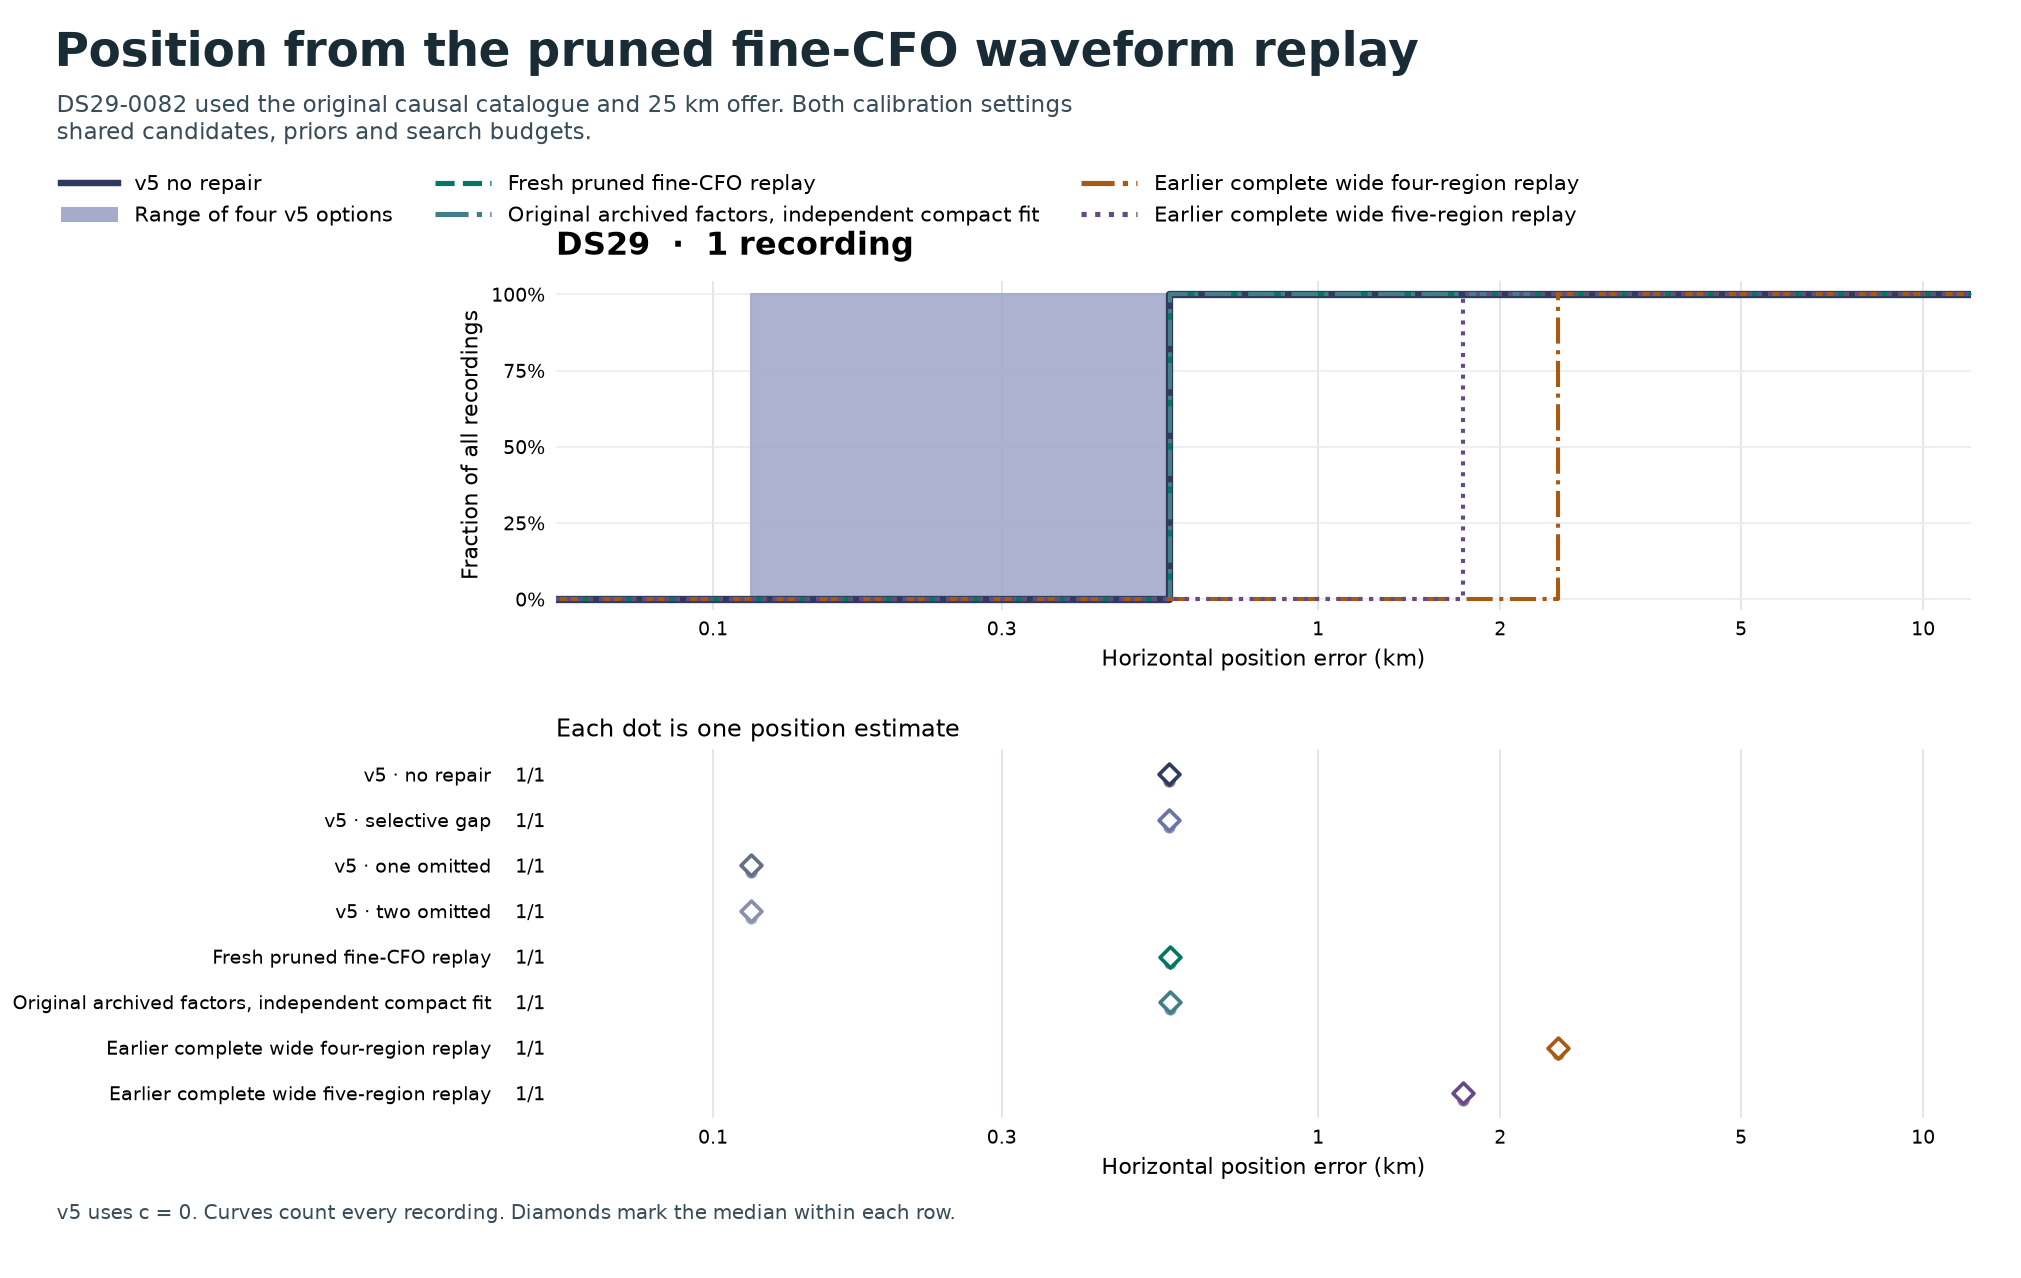 Position from the pruned fine-CFO waveform replay
DS29-0082 used the original causal catalogue and 25 km offer. Both calibration settings
shared candidates, priors and search budgets.
v5 no repair
Range of four v5 options
Fresh pruned fine-CFO replay
Original archived factors, independent compact fit
Earlier complete wide four-region replay
Earlier complete wide five-region replay
DS29 · 1 recording
Fraction of all recordings
100%
75%
50%
25%
0%
0.1 0.3 1 2 5 10
Horizontal position error (km)
Each dot is one position estimate
v5 · no repair 1/1
v5 · selective gap 1/1
v5 · one omitted 1/1
v5 · two omitted 1/1
Fresh pruned fine-CFO replay 1/1
Original archived factors, independent compact fit 1/1
Earlier complete wide four-region replay 1/1
Earlier complete wide five-region replay 1/1
0.1 0.3 1 2 5 10
Horizontal position error (km)
v5 uses c = 0. Curves count every recording. Diamonds mark the median within each row.